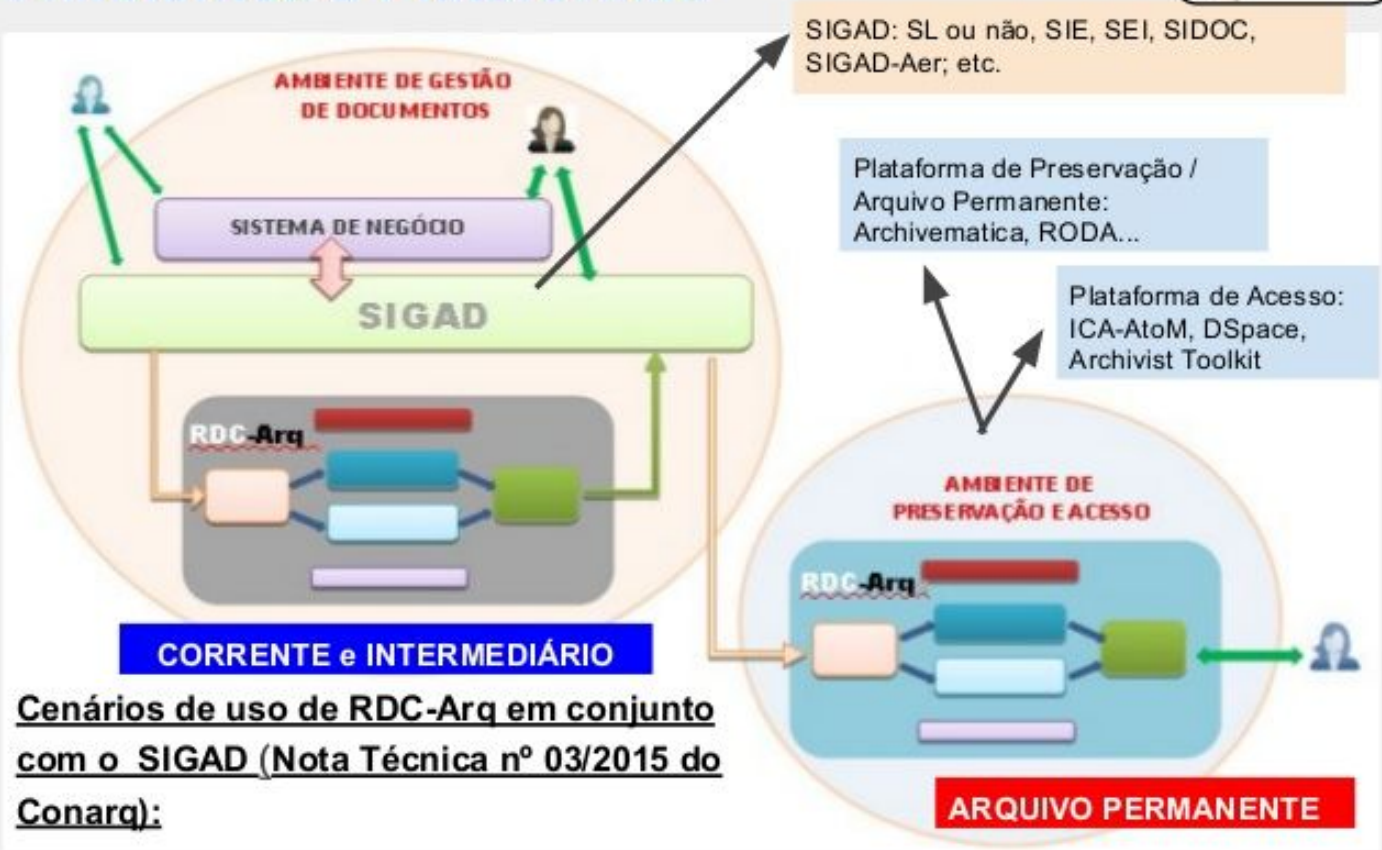 SIGAD: SL ou não, SIE, SEI, SIDOC,
SIGAD-Aer; etc.
AMBIENTE DE GESTÃO
DE DOCUMENTOS
Plataforma de Preservação /
Arquivo Permanente:
Archivematica, RODA...
SISTEMA DE NEGÓCIO
Plataforma de Acesso:
ICA-AtoM, DSpace,
Archivist Toolkit
SIGAD
RDC-Arq
AMBIENTE DE
PRESERVAÇÃO E ACESSO
RDC-Arq
CORRENTE e INTERMEDIÁRIO
Cenários de uso de RDC-Arq em conjunto
com o SIGAD (Nota Técnica nº 03/2015 do
Conarq):
ARQUIVO PERMANENTE